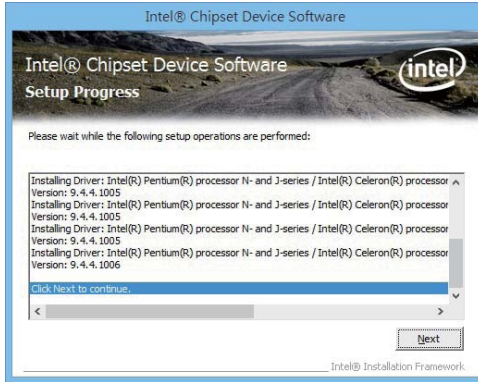 Intel® Chipset Device Software
Intel® Chipset Device Software
intel
Setup Progress
Please wait while the following setup operations are performed:
Installing Driver: Intel(R) Pentium(R) processor N- and J-series / Intel(R) Celeron(R) processor
Version: 9.4.4.1005
Installing Driver: Intel(R) Pentium(R) processor N- and J-series / Intel(R) Celeron(R) processor
Version: 9.4.4.1005
Installing Driver: Intel(R) Pentium(R) processor N- and J-series / Intel(R) Celeron(R) processor
Version: 9.4.4.1005
Installing Driver: Intel(R) Pentium(R) processor N- and J-series / Intel(R) Celeron(R) processor
Version: 9.4.4.1006
Click Next to continue.
Next
Intel® Installation Framework